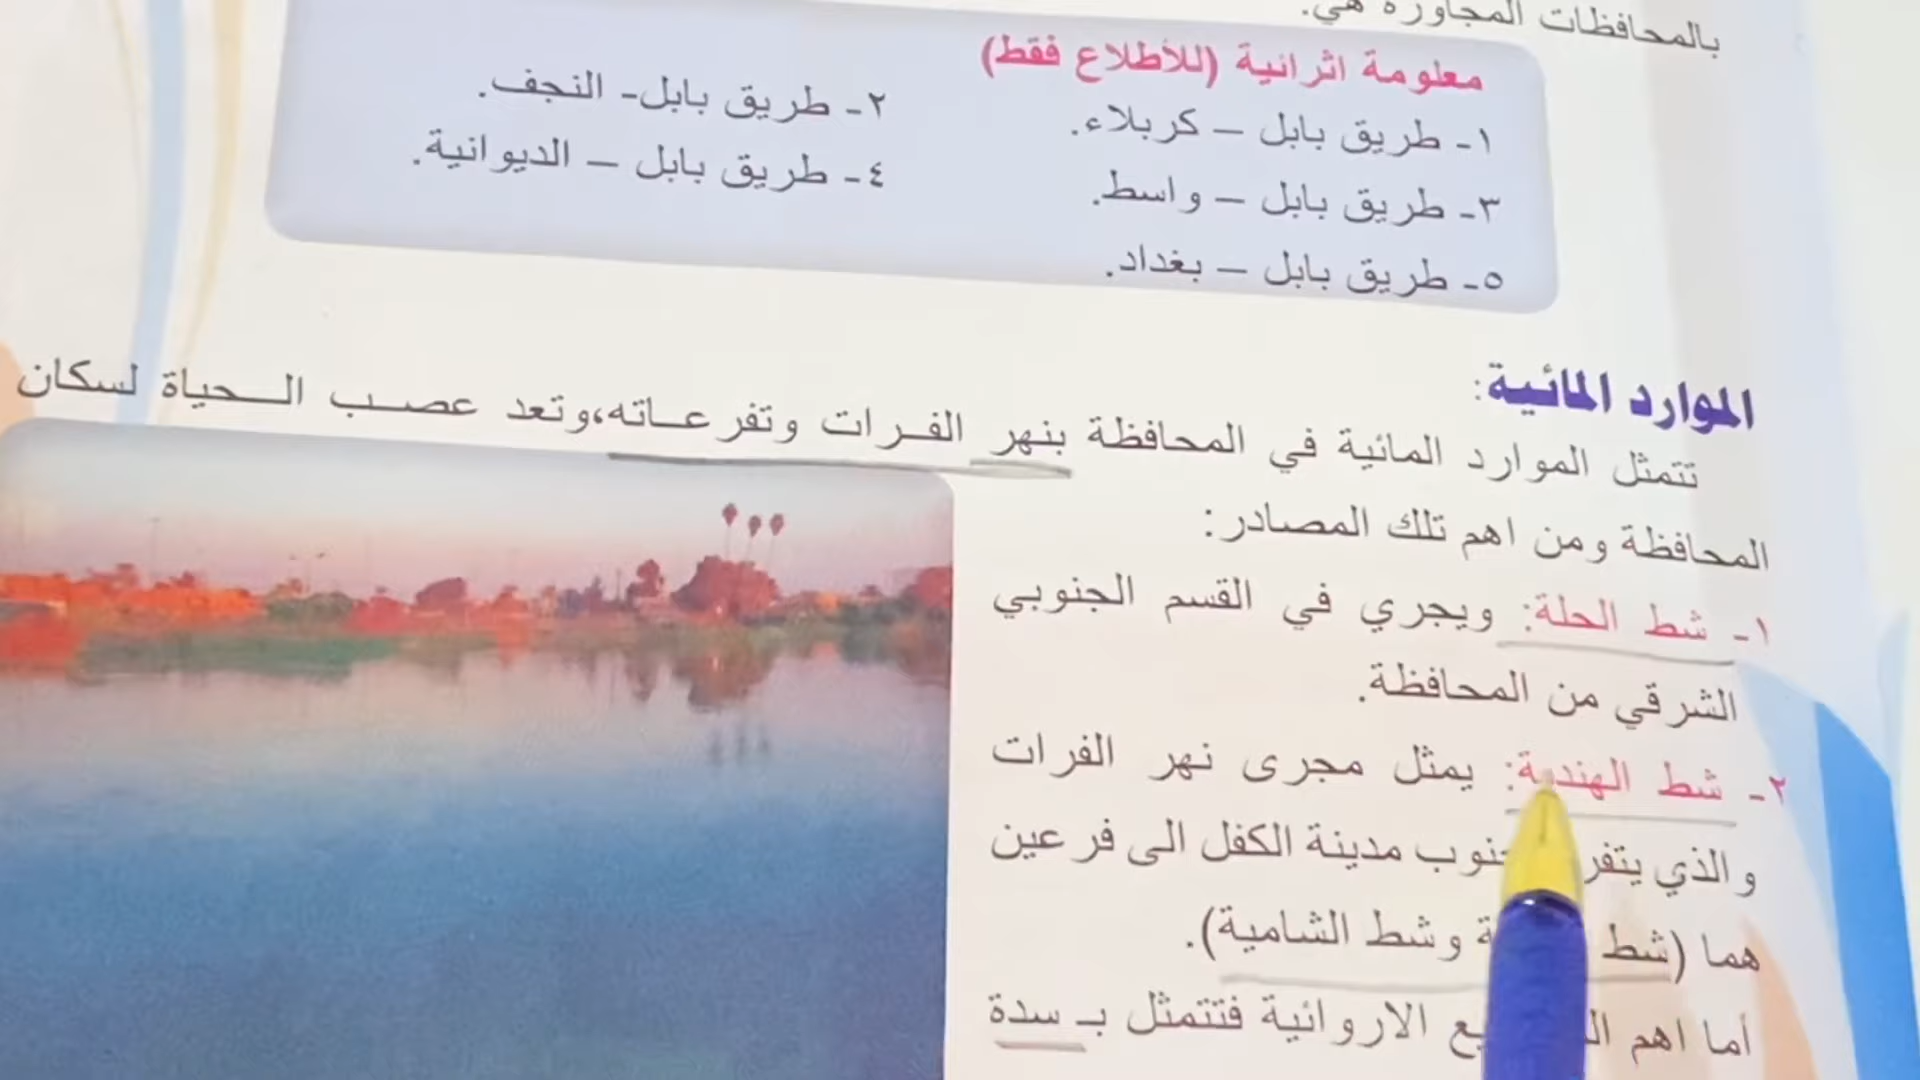 بالمحافظات المجاورة هي.
معلومة اثرائية (للأطلاع فقط)
١- طريق بابل – كربلاء.
٢- طريق بابل- النجف.
٣- طريق بابل – واسط.
٤- طريق بابل – الديوانية.
٥- طريق بابل – بغداد.
الموارد المائية:
تتمثل الموارد المائية في المحافظة بنهر الفرات وتفرعاته،وتعد عصب الحياة لسكان
المحافظة ومن اهم تلك المصادر:
١- شط الحلة: ويجري في القسم الجنوبي
الشرقي من المحافظة.
٢- شط الهندية: يمثل مجرى نهر الفرات
والذي جنوب مدينة الكفل الى فرعين
هما (شط وشط الشامية).
أما اهم الاروائية فتتمثل بـ سدة